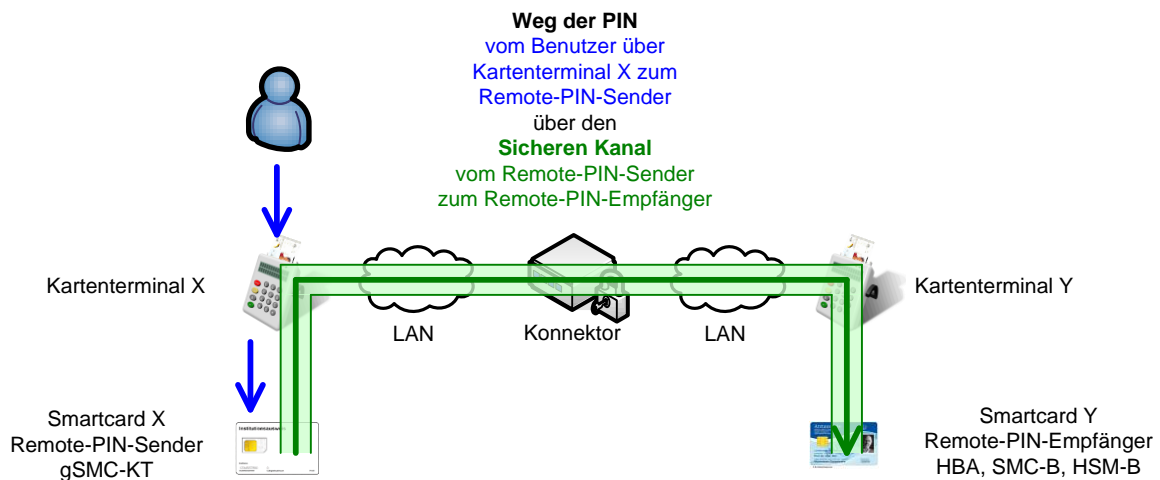 Weg der PIN
vom Benutzer über
Kartenterminal X zum
Remote-PIN-Sender
über den
Sicheren Kanal
vom Remote-PIN-Sender
zum Remote-PIN-Empfänger
Kartenterminal X
Kartenterminal Y
LAN
Konnektor
LAN
Smartcard X
Remote-PIN-Sender
gSMC-KT
Institutionsausweis
Smartcard Y
Remote-PIN-Empfänger
HBA, SMC-B, HSM-B